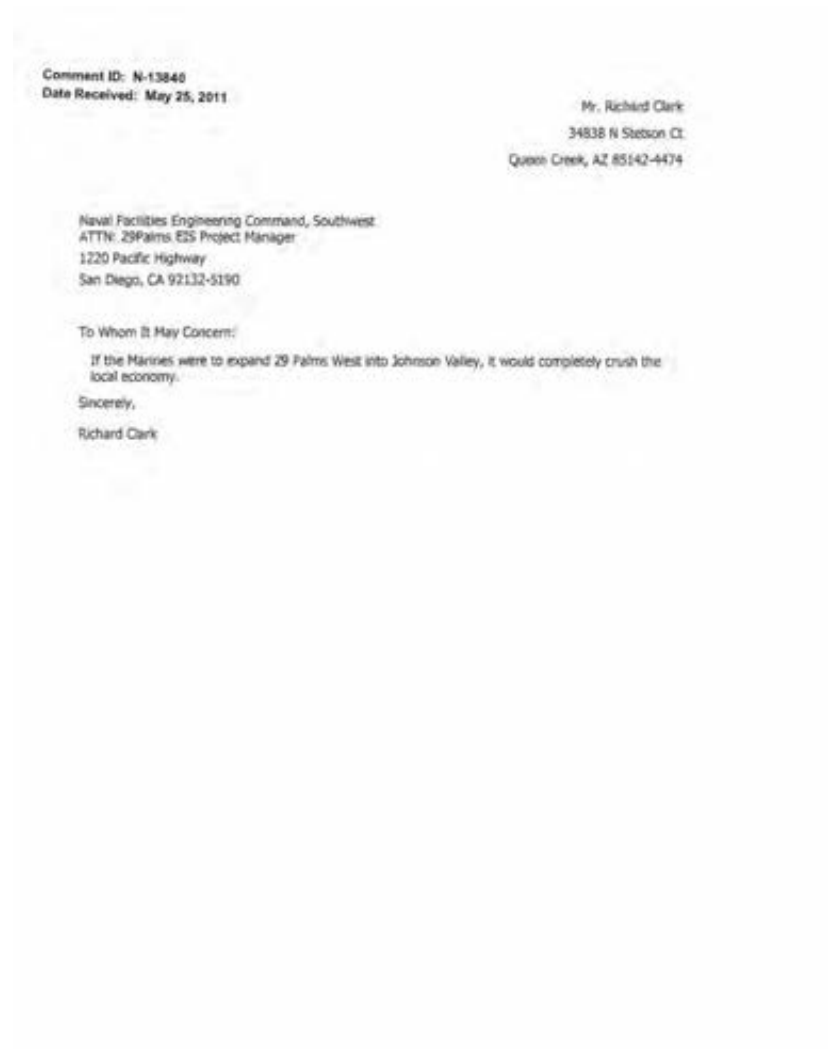 Comment ID: N-13840
Date Received: May 25, 2011
Mr. Richard Clark
34838 N Stetson Ct
Queen Creek, AZ 85142-4474
Naval Facilities Engineering Command, Southwest
ATTN: 29Palms EIS Project Manager
1220 Pacific Highway
San Diego, CA 92132-5190
To Whom It May Concern:
If the Marines were to expand 29 Palms West into Johnson Valley, it would completely crush the
local economy.
Sincerely,
Richard Clark